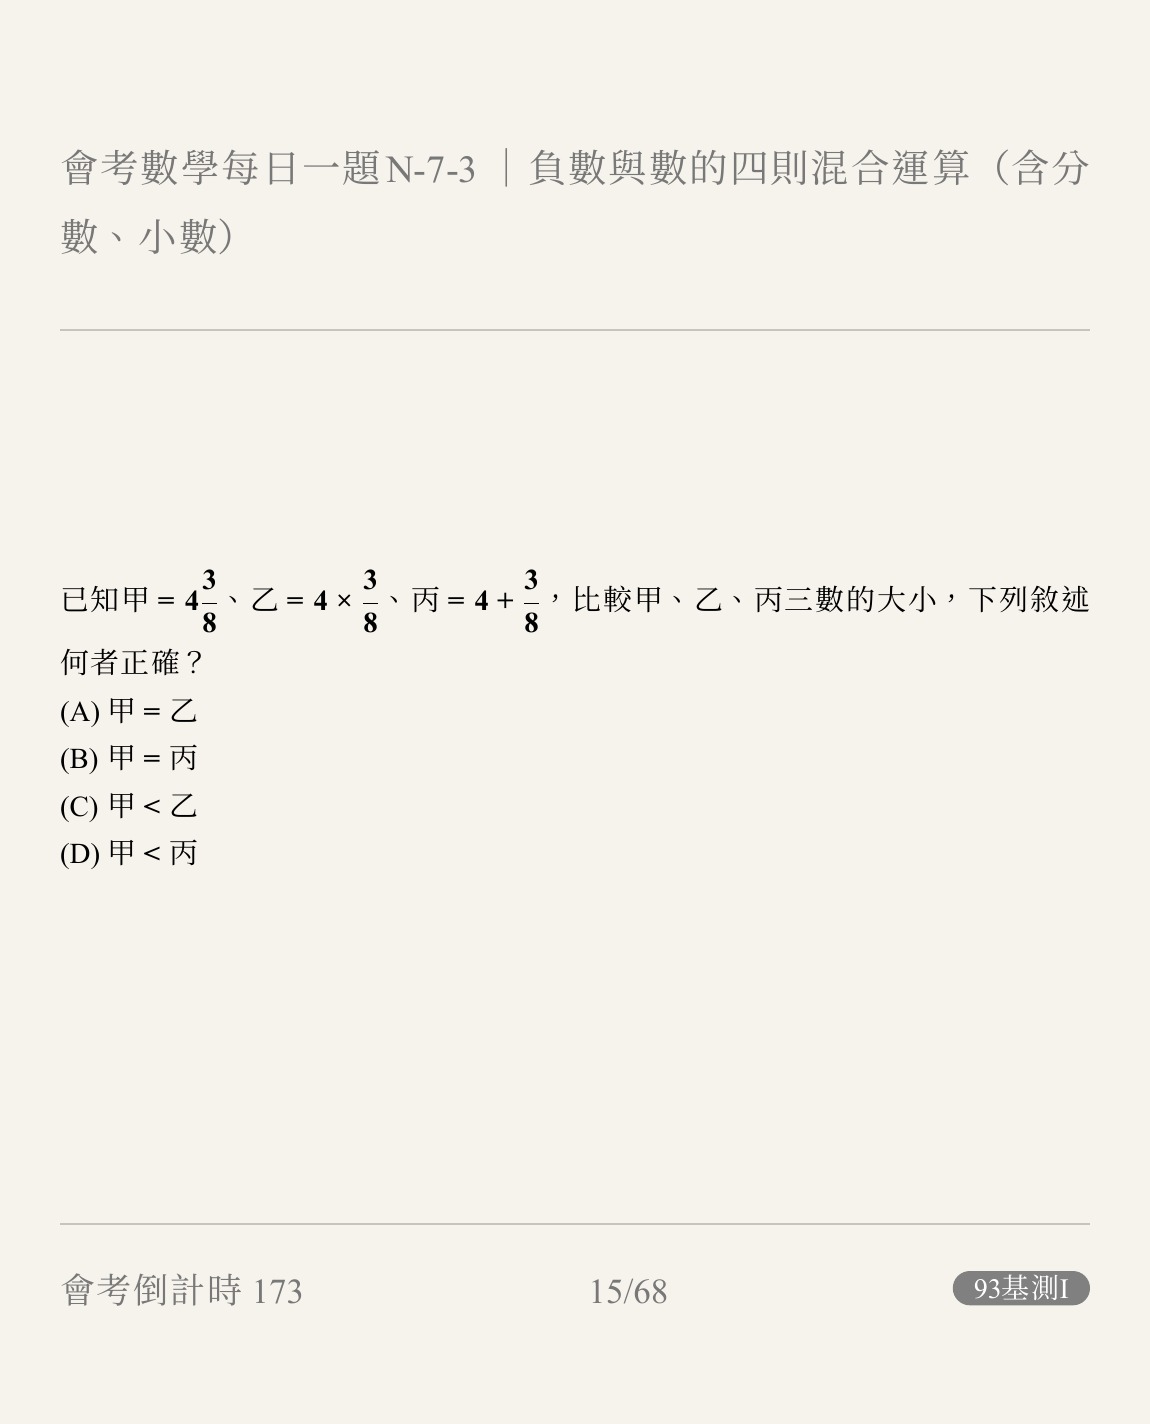 會考數學每日一題N-7-3 ｜負數與數的四則混合運算（含分
數、小數）
已知甲 = 4 3/8、乙 = 4 × 3/8、丙 = 4 + 3/8，比較甲、乙、丙三數的大小，下列敘述
何者正確？
(A) 甲 = 乙
(B) 甲 = 丙
(C) 甲 < 乙
(D) 甲 < 丙
會考倒計時 173
15/68
93基測I